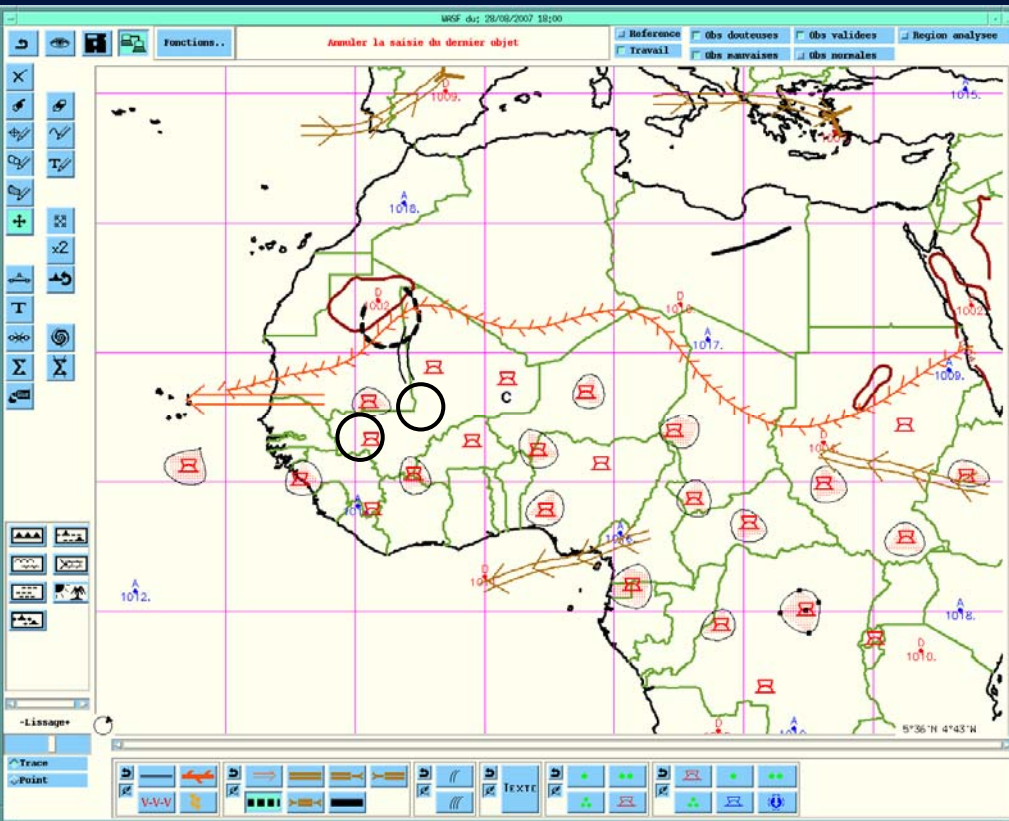 WASF du: 28/08/2007 18:00
Fonctions..
Annuler la saisie du dernier objet
Reference
Travail
Obs douteuses
Obs mauvaises
Obs validees
Obs normales
Region analysee
D
1009.
A
1015.
A
1018.
D
1002.
D
A
1017.
D
1002.
A
1009.
C
D
A
A
D
A
1012.
A
1018.
D
1010.
D
A
5°36'N 4°43'W
x2
T
T
Σ
Σ
-Lissage+
Trace
Point
V-V-V
TEXTE